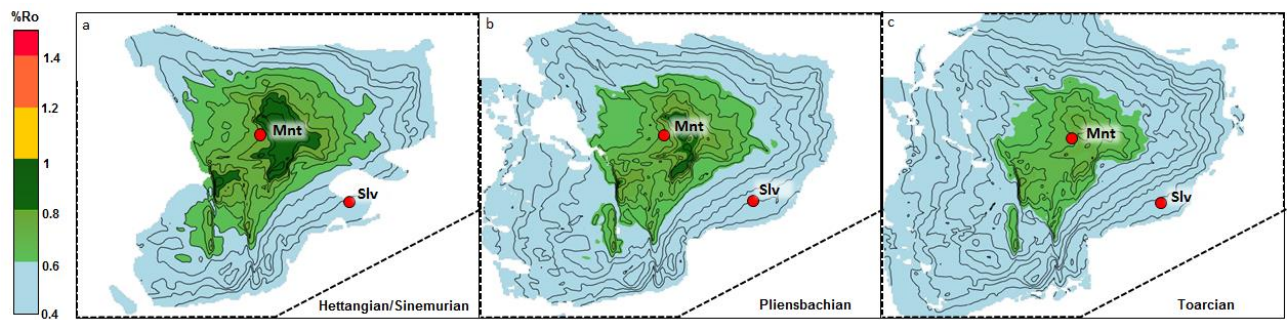 %Ro
1.4
1.2
1
0.8
0.6
0.4
a
Mnt
Slv
Hettangian/Sinemurian
b
Mnt
Slv
Pliensbachian
c
Mnt
Slv
Toarcian